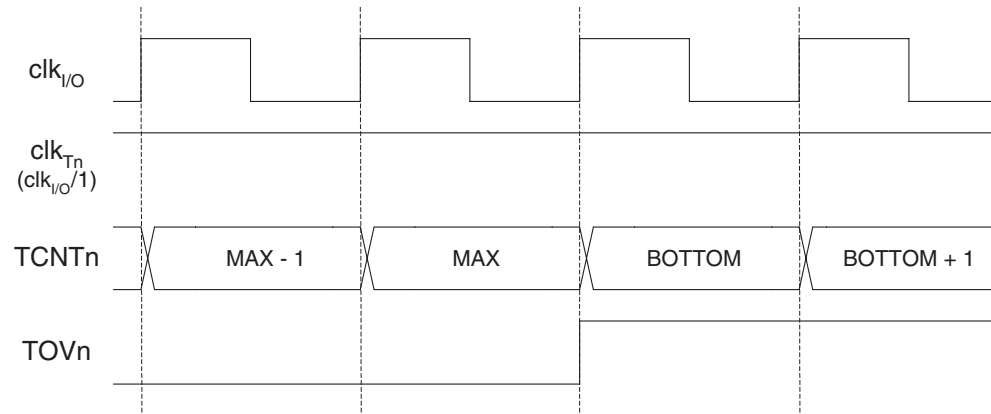 clkI/O
clkTn
(clkI/O/1)
TCNTn
MAX - 1
MAX
BOTTOM
BOTTOM + 1
TOVn